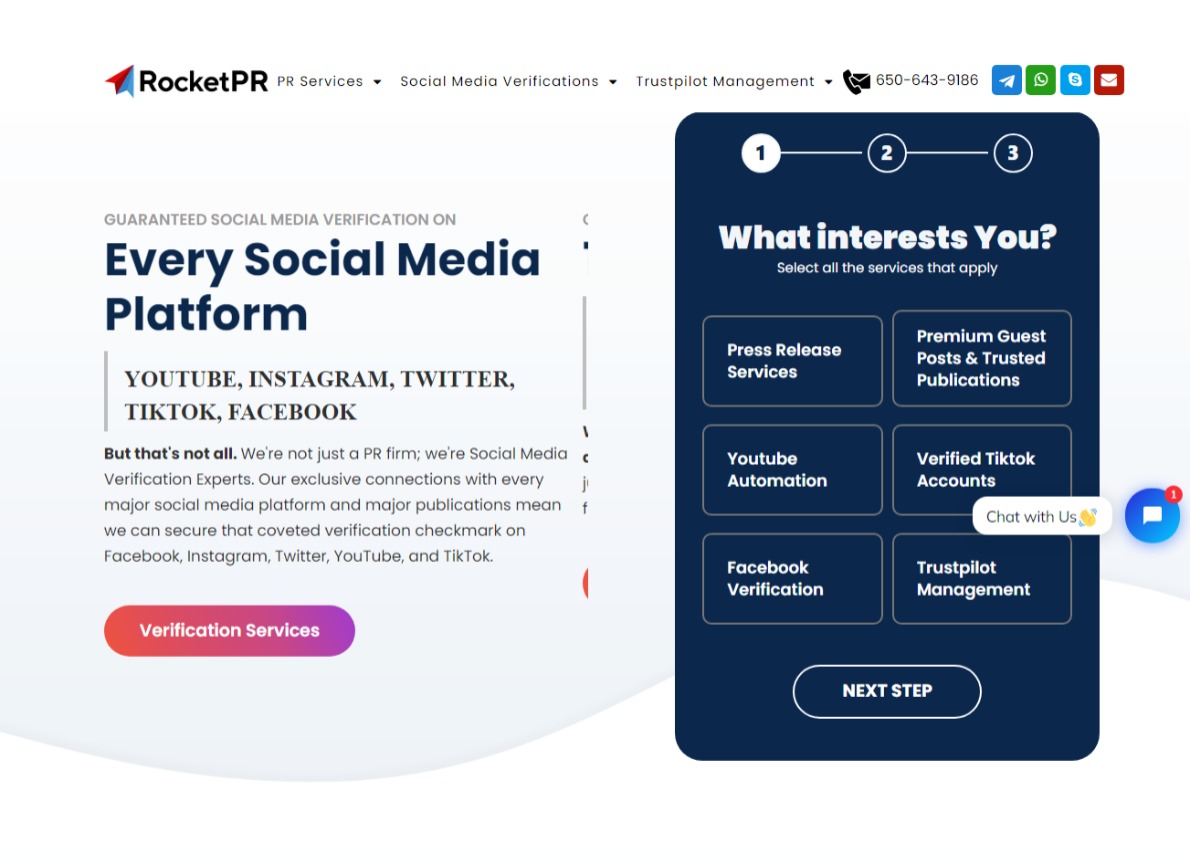 RocketPR PR Services Social Media Verifications Trustpilot Management 650-643-9186
GUARANTEED SOCIAL MEDIA VERIFICATION ON
Every Social Media
Platform
YOUTUBE, INSTAGRAM, TWITTER,
TIKTOK, FACEBOOK
But that's not all. We're not just a PR firm; we're Social Media
Verification Experts. Our exclusive connections with every
major social media platform and major publications mean
we can secure that coveted verification checkmark on
Facebook, Instagram, Twitter, YouTube, and TikTok.
Verification Services
1 2 3
What interests You?
Select all the services that apply
Press Release
Services
Premium Guest
Posts & Trusted
Publications
Youtube
Automation
Verified Tiktok
Accounts
Facebook
Verification
Trustpilot
Management
NEXT STEP
Chat with Us👋
1